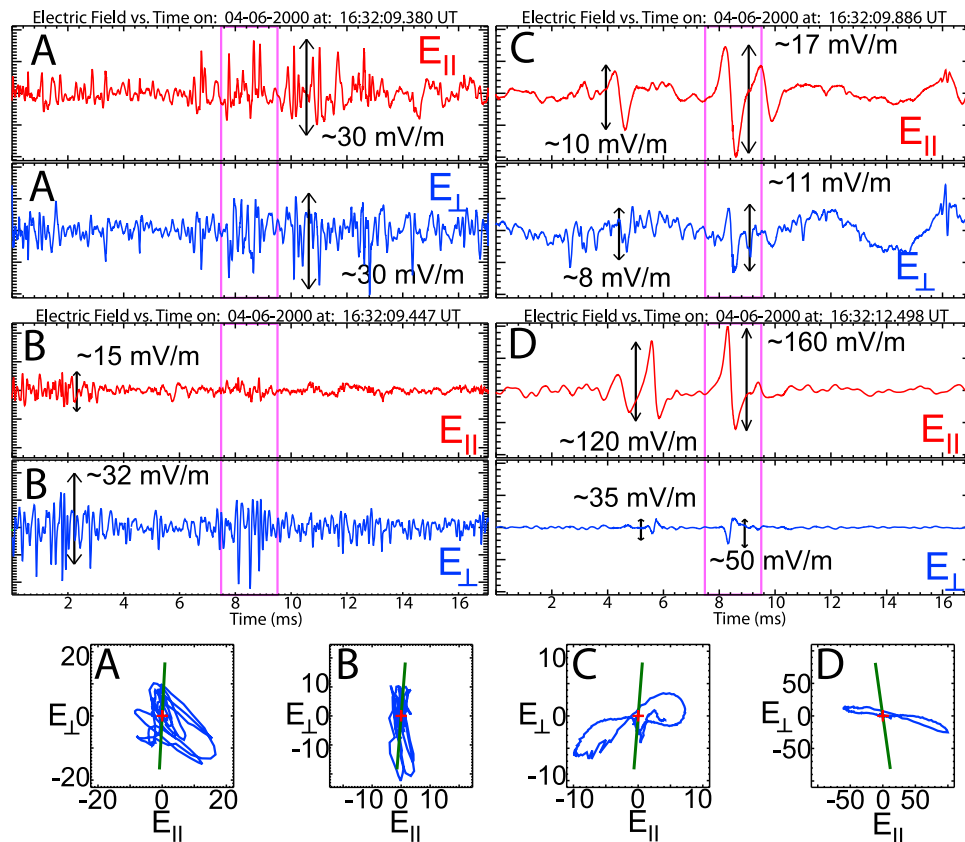 Electric Field vs. Time on: 04-06-2000 at: 16:32:09.380 UT
A
E||
~30 mV/m
A
E⊥
~30 mV/m
Electric Field vs. Time on: 04-06-2000 at: 16:32:09.886 UT
C
~17 mV/m
~10 mV/m
E||
~11 mV/m
~8 mV/m
E⊥
Electric Field vs. Time on: 04-06-2000 at: 16:32:09.447 UT
B
~15 mV/m
E||
B
~32 mV/m
E⊥
2 4 6 8 10 12 14 16
Time (ms)
Electric Field vs. Time on: 04-06-2000 at: 16:32:12.498 UT
D
~160 mV/m
~120 mV/m
E||
~35 mV/m
~50 mV/m
E⊥
2 4 6 8 10 12 14 16
Time (ms)
A
20
E⊥ 0
-20
-20 0 20
E||
B
10
E⊥ 0
-10
-20 0 20
E||
C
10
E⊥ 0
-10
-10 0 10
E||
D
50
E⊥ 0
-50
-100 0 50 100
E||